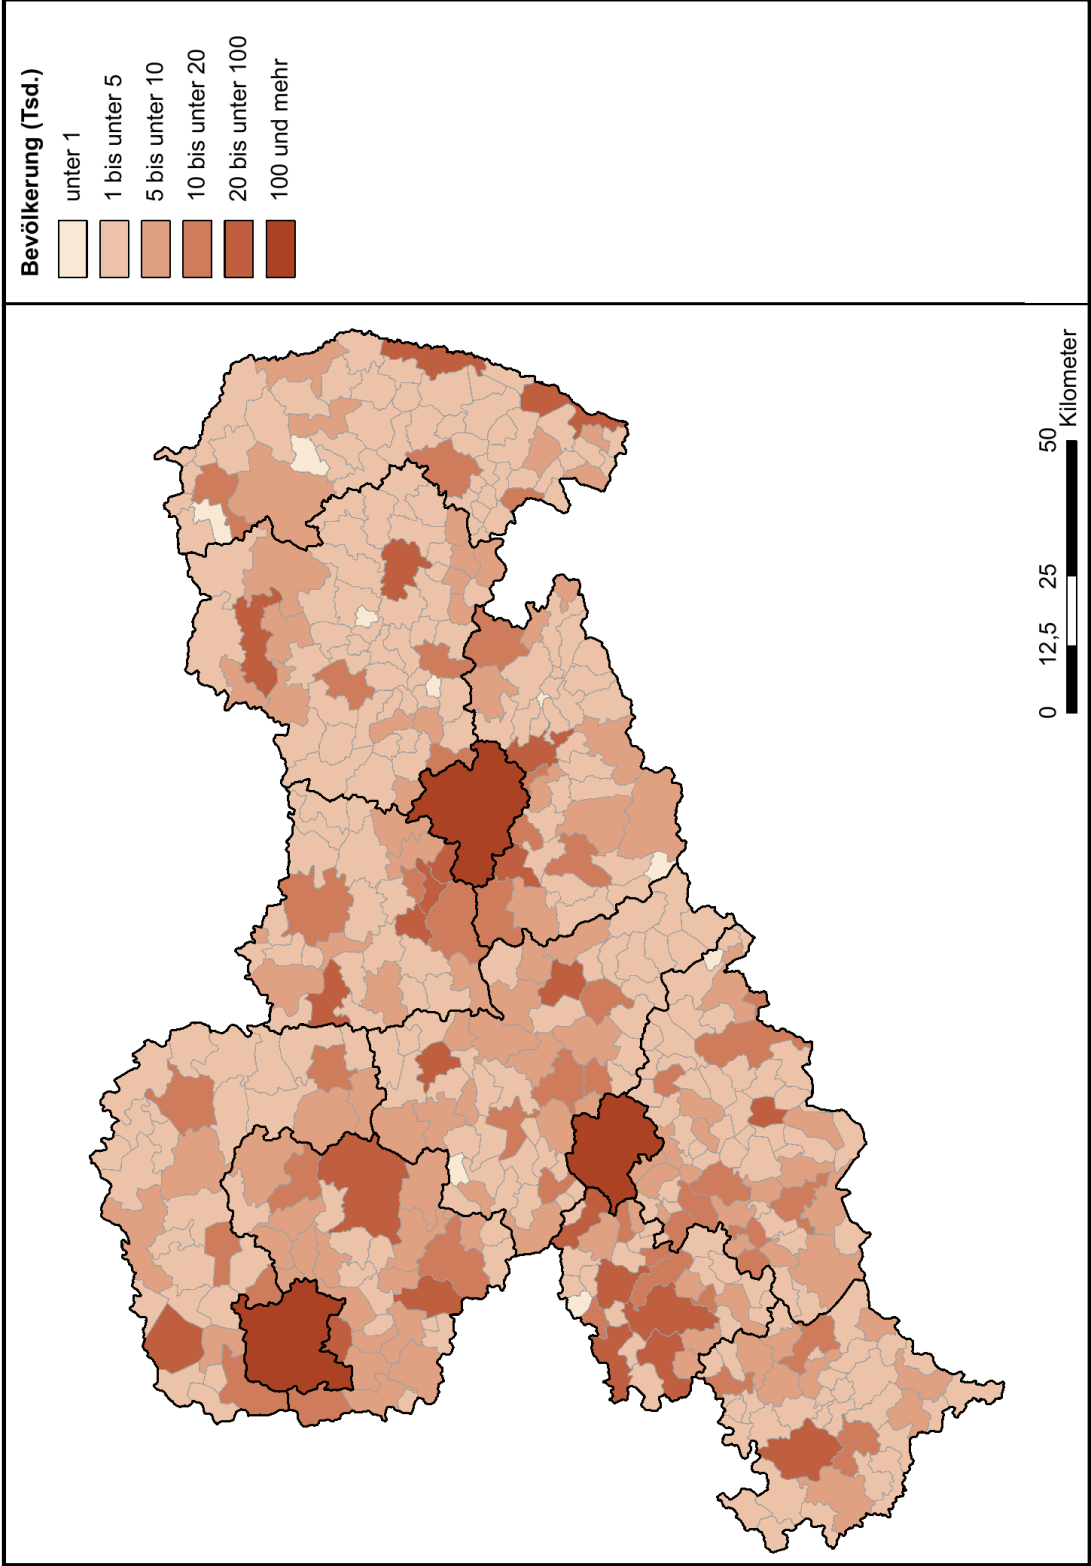 Bevölkerung (Tsd.)
unter 1
1 bis unter 5
5 bis unter 10
10 bis unter 20
20 bis unter 100
100 und mehr
0 12,5 25 50
Kilometer